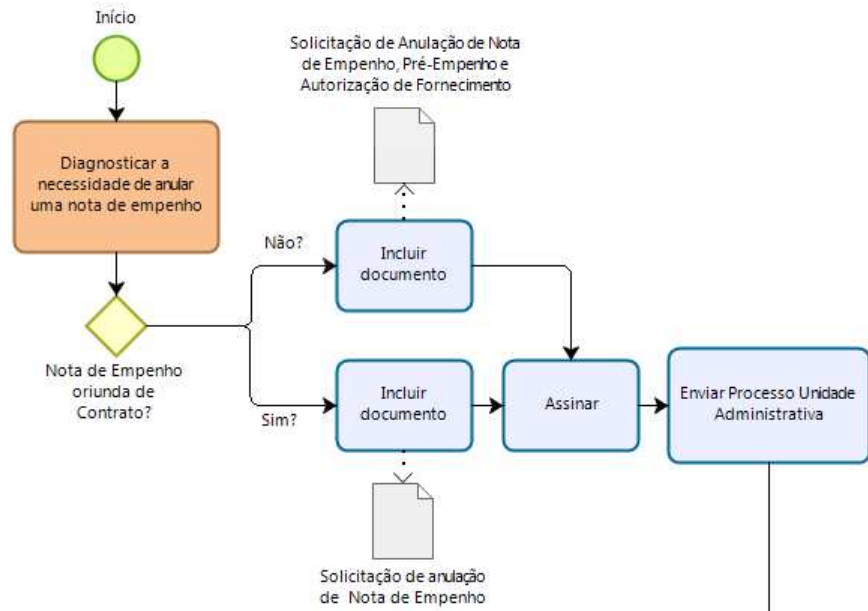 Início
Solicitação de Anulação de Nota
de Empenho, Pré-Empenho e
Autorização de Fornecimento
Diagnosticar a
necessidade de anular
uma nota de empenho
Não?
Incluir
documento
Nota de Empenho
oriunda de
Contrato?
Sim?
Incluir
documento
Assinar
Enviar Processo Unidade
Administrativa
Solicitação de anulação
de Nota de Empenho